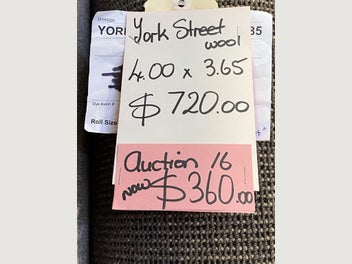 YORK
85
York Street
wool
4.00 x 3.65
$720.00
Auction 16
NOW $360.00
Dye Batch #
Roll Size